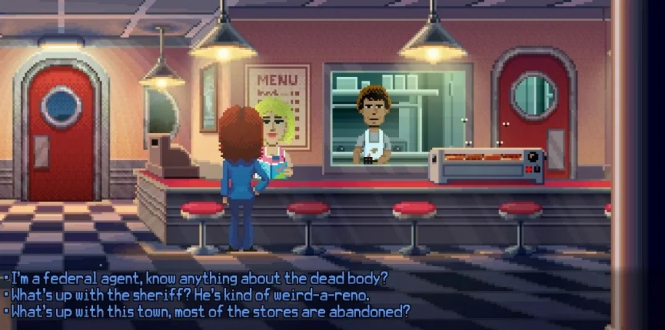 MENU
• I'm a federal agent, know anything about the dead body?
• What's up with the sheriff? He's kind of weird-a-reno.
• What's up with this town, most of the stores are abandoned?